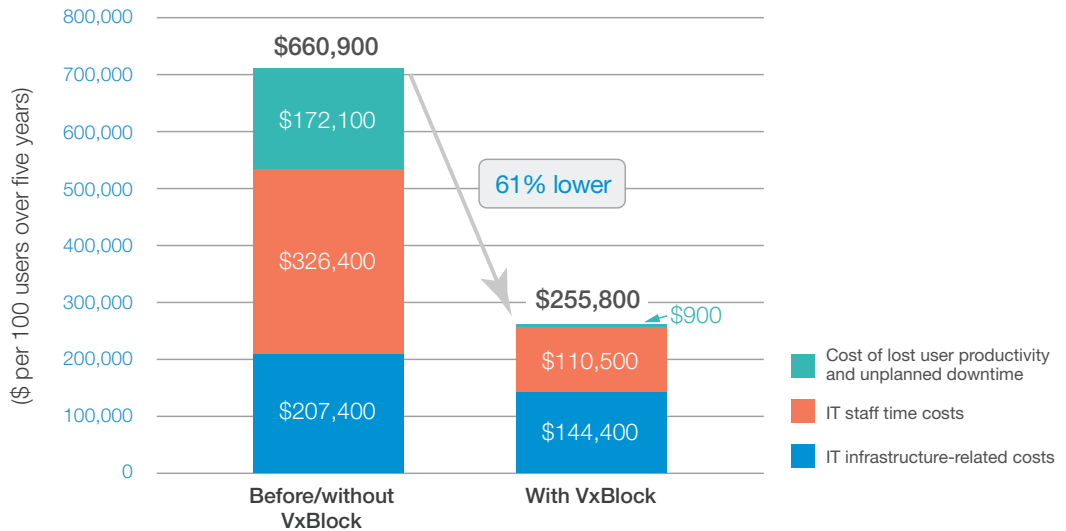 ($ per 100 users over five years)
800,000
700,000
600,000
500,000
400,000
300,000
200,000
100,000
0
$660,900
$172,100
$326,400
$207,400
61% lower
$255,800
$900
$110,500
$144,400
Before/without
VxBlock
With VxBlock
Cost of lost user productivity
and unplanned downtime
IT staff time costs
IT infrastructure-related costs